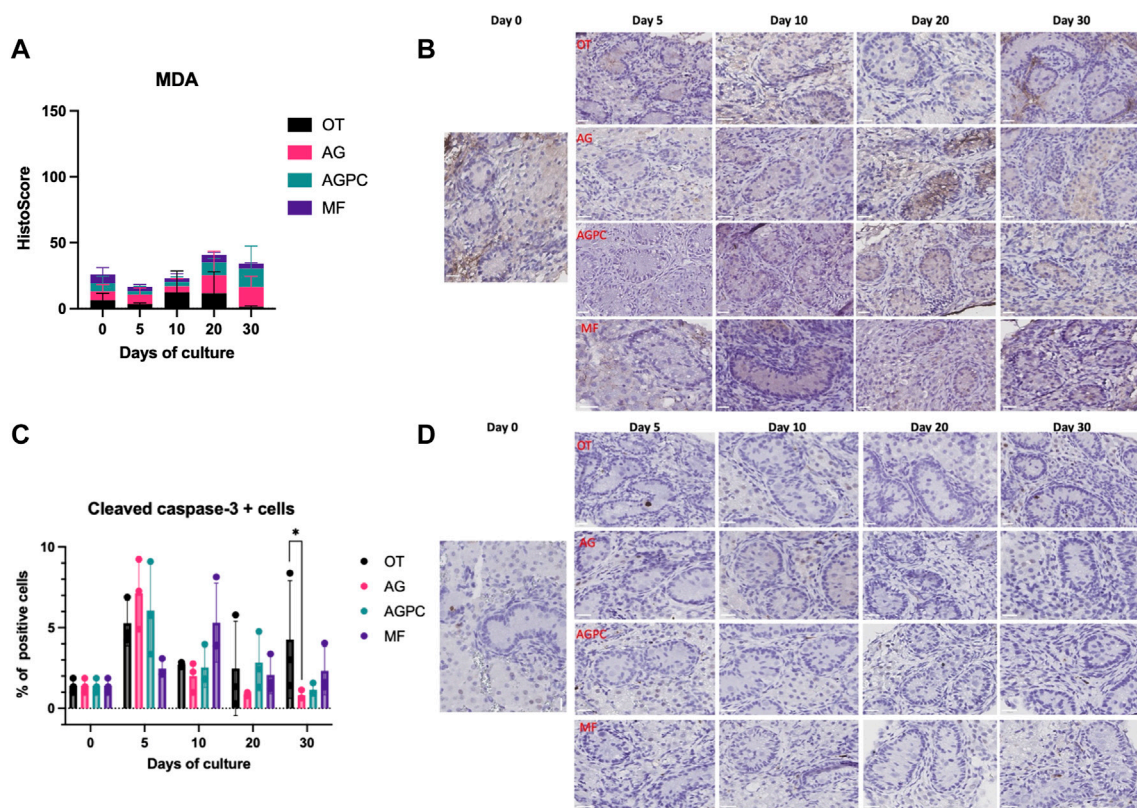 A
MDA
HistoScore
150
100
50
0
0 5 10 20 30
Days of culture
OT
AG
AGPC
MF
B
Day 0 Day 5 Day 10 Day 20 Day 30
OT
AG
AGPC
MF
C
Cleaved caspase-3 + cells
% of positive cells
10
5
0
0 5 10 20 30
Days of culture
*
OT
AG
AGPC
MF
D
Day 0 Day 5 Day 10 Day 20 Day 30
OT
AG
AGPC
MF